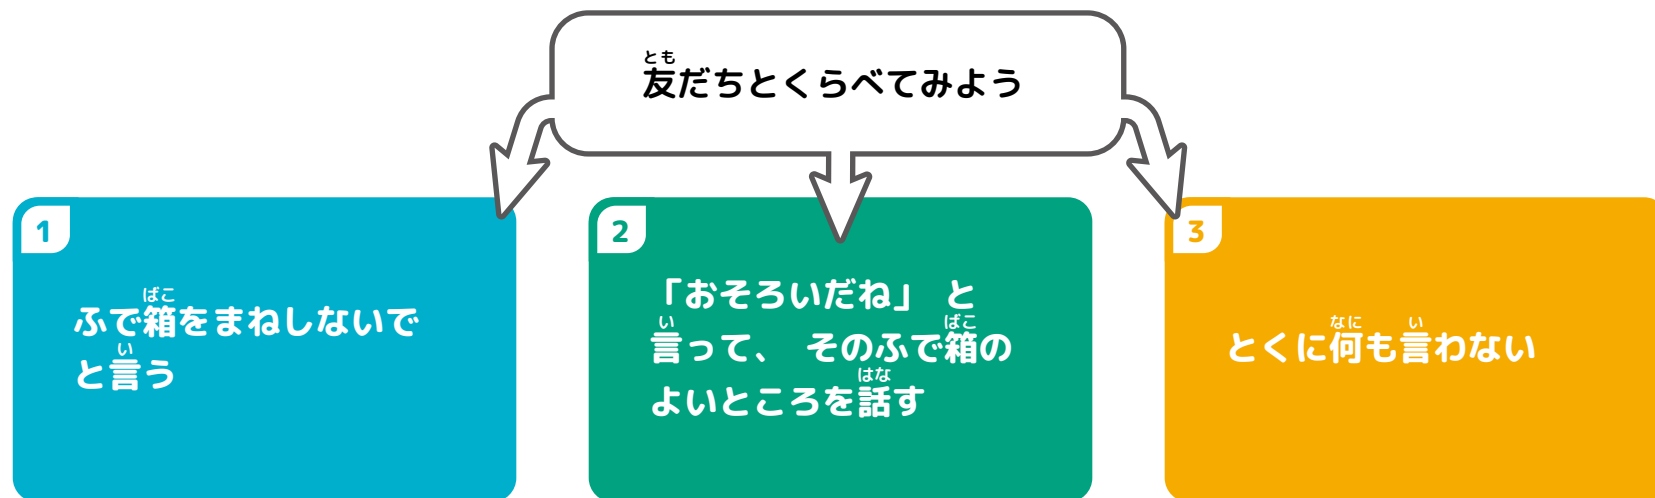 とも
友だちとくらべてみよう
1
ばこ
ふで箱をまねしないで
い
と言う
2
「おそろいだね」 と
い ばこ
言って、 そのふで箱の
はな
よいところを話す
3
なに い
とくに何も言わない